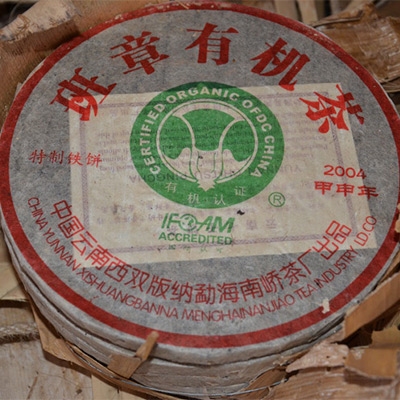 班章有机茶
CERTIFIED ORGANIC OFDC CHINA
有机认证
®
特制铁饼
2004
甲申年
IFOAM
ACCREDITED
中国云南西双版纳勐海南峤茶厂出品
CHINA YUNNAN XISHUANGBANNA MENGHAINANJIAO TEA INDUSTRY LD.CO